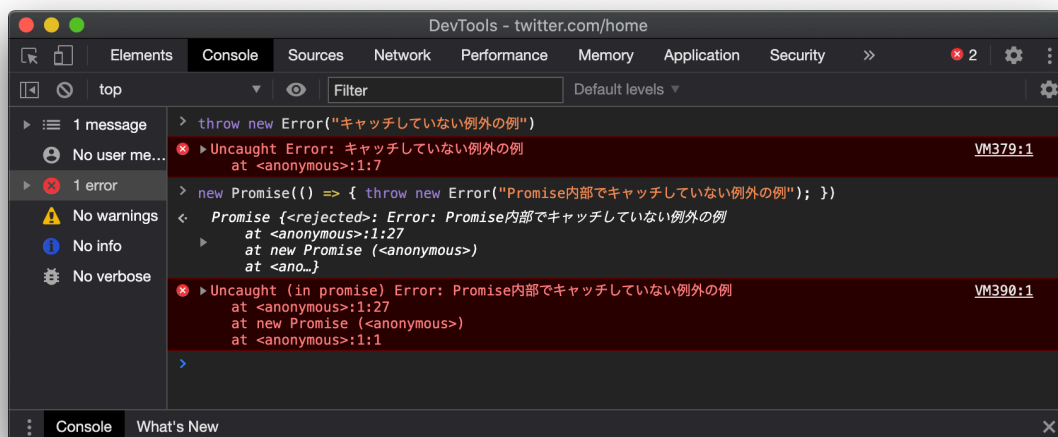 DevTools - twitter.com/home
Elements Console Sources Network Performance Memory Application Security » 2
top Filter Default levels ▼
1 message
No user me...
1 error
No warnings
No info
No verbose
> throw new Error("キャッチしていない例外の例")
Uncaught Error: キャッチしていない例外の例 VM379:1
at <anonymous>:1:7
> new Promise(() => { throw new Error("Promise内部でキャッチしていない例外の例"); })
Promise {<rejected>: Error: Promise内部でキャッチしていない例外の例
at <anonymous>:1:27
at new Promise (<anonymous>)
at <ano…}
Uncaught (in promise) Error: Promise内部でキャッチしていない例外の例 VM390:1
at <anonymous>:1:27
at new Promise (<anonymous>)
at <anonymous>:1:1
>
Console What's New